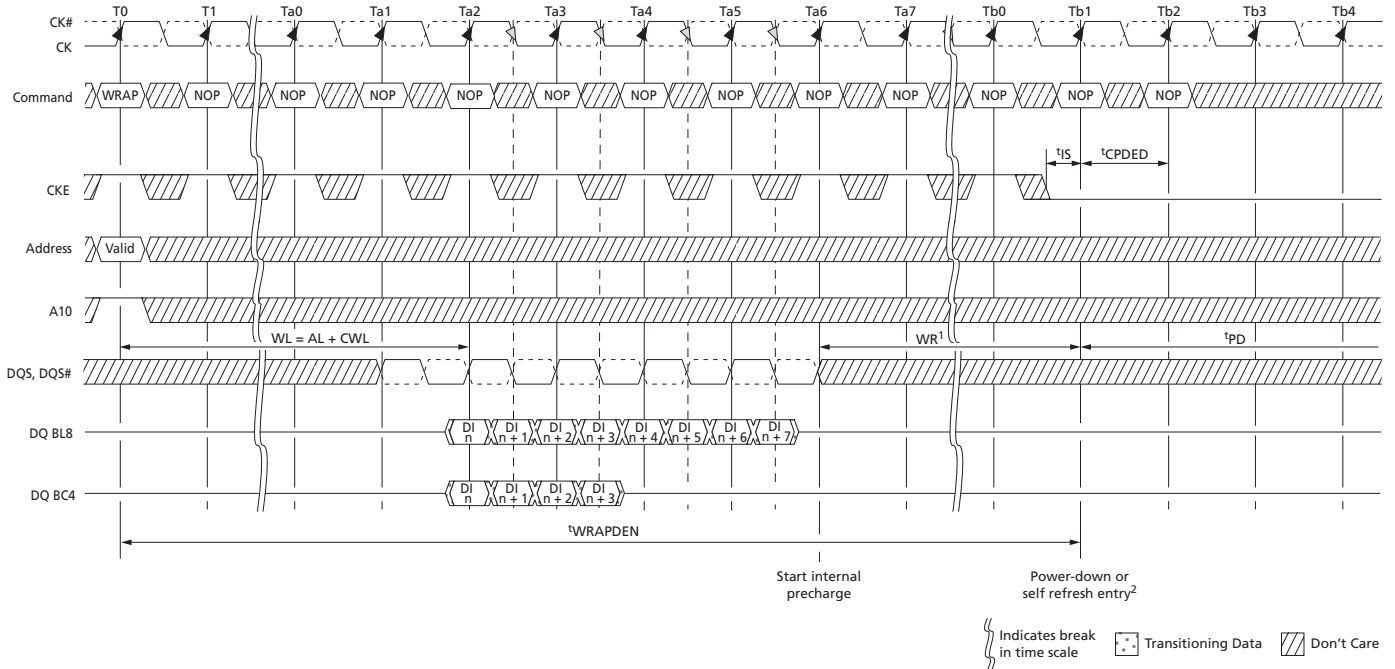 T0 T1 Ta0 Ta1 Ta2 Ta3 Ta4 Ta5 Ta6 Ta7 Tb0 Tb1 Tb2 Tb3 Tb4
CK#
CK
Command WRAP NOP NOP NOP NOP NOP NOP NOP NOP NOP NOP NOP NOP
tIS tCPDED
CKE
Address Valid
A10
WL = AL + CWL WR1 tPD
DQS, DQS#
DQ BL8 DI n DI n + 1 DI n + 2 DI n + 3 DI n + 4 DI n + 5 DI n + 6 DI n + 7
DQ BC4 DI n DI n + 1 DI n + 2 DI n + 3
tWRAPDEN
Start internal
precharge
Power-down or
self refresh entry2
Indicates break
in time scale
Transitioning Data
Don't Care